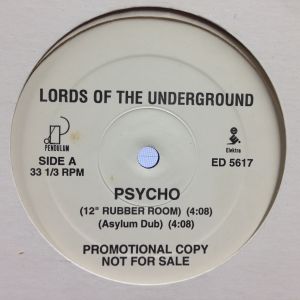 LORDS OF THE UNDERGROUND
PENDULUM
Elektra
SIDE A
ED 5617
33 1/3 RPM
PSYCHO
(12" RUBBER ROOM) (4:08)
(Asylum Dub) (4:08)
PROMOTIONAL COPY
NOT FOR SALE